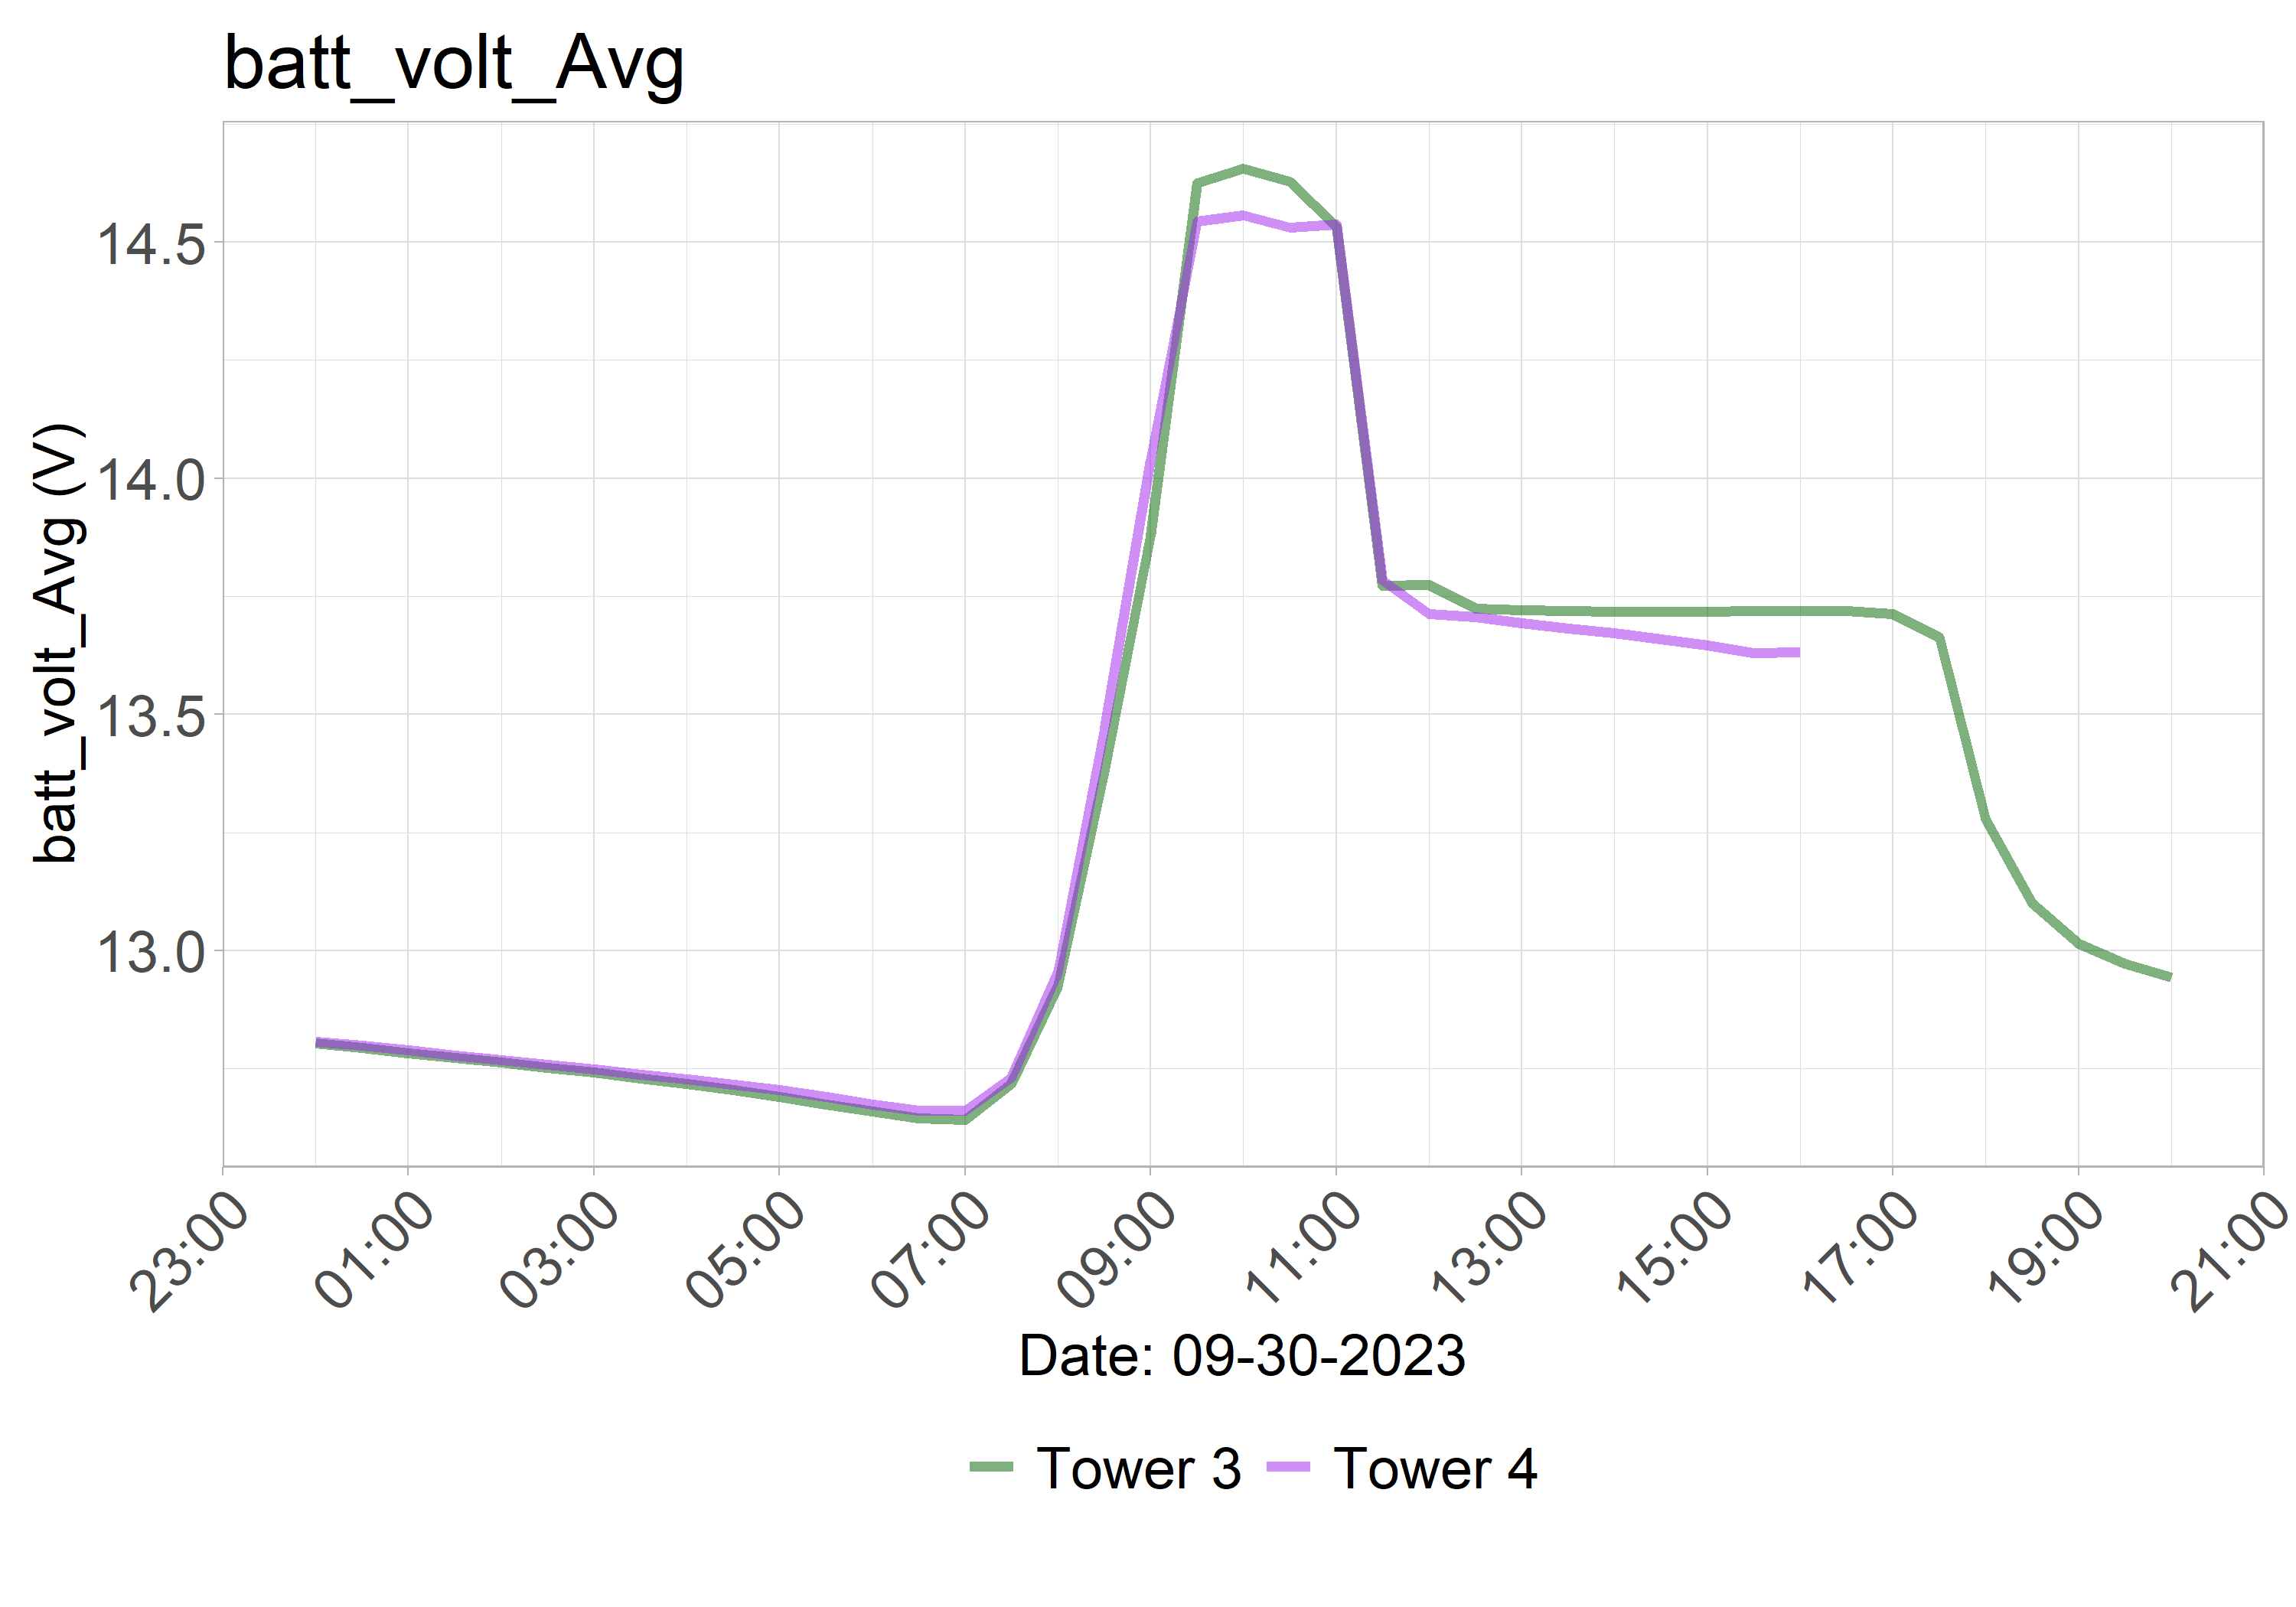 batt_volt_Avg
batt_volt_Avg (V)
14.5
14.0
13.5
13.0
23:00 01:00 03:00 05:00 07:00 09:00 11:00 13:00 15:00 17:00 19:00 21:00
Date: 09-30-2023
Tower 3 Tower 4